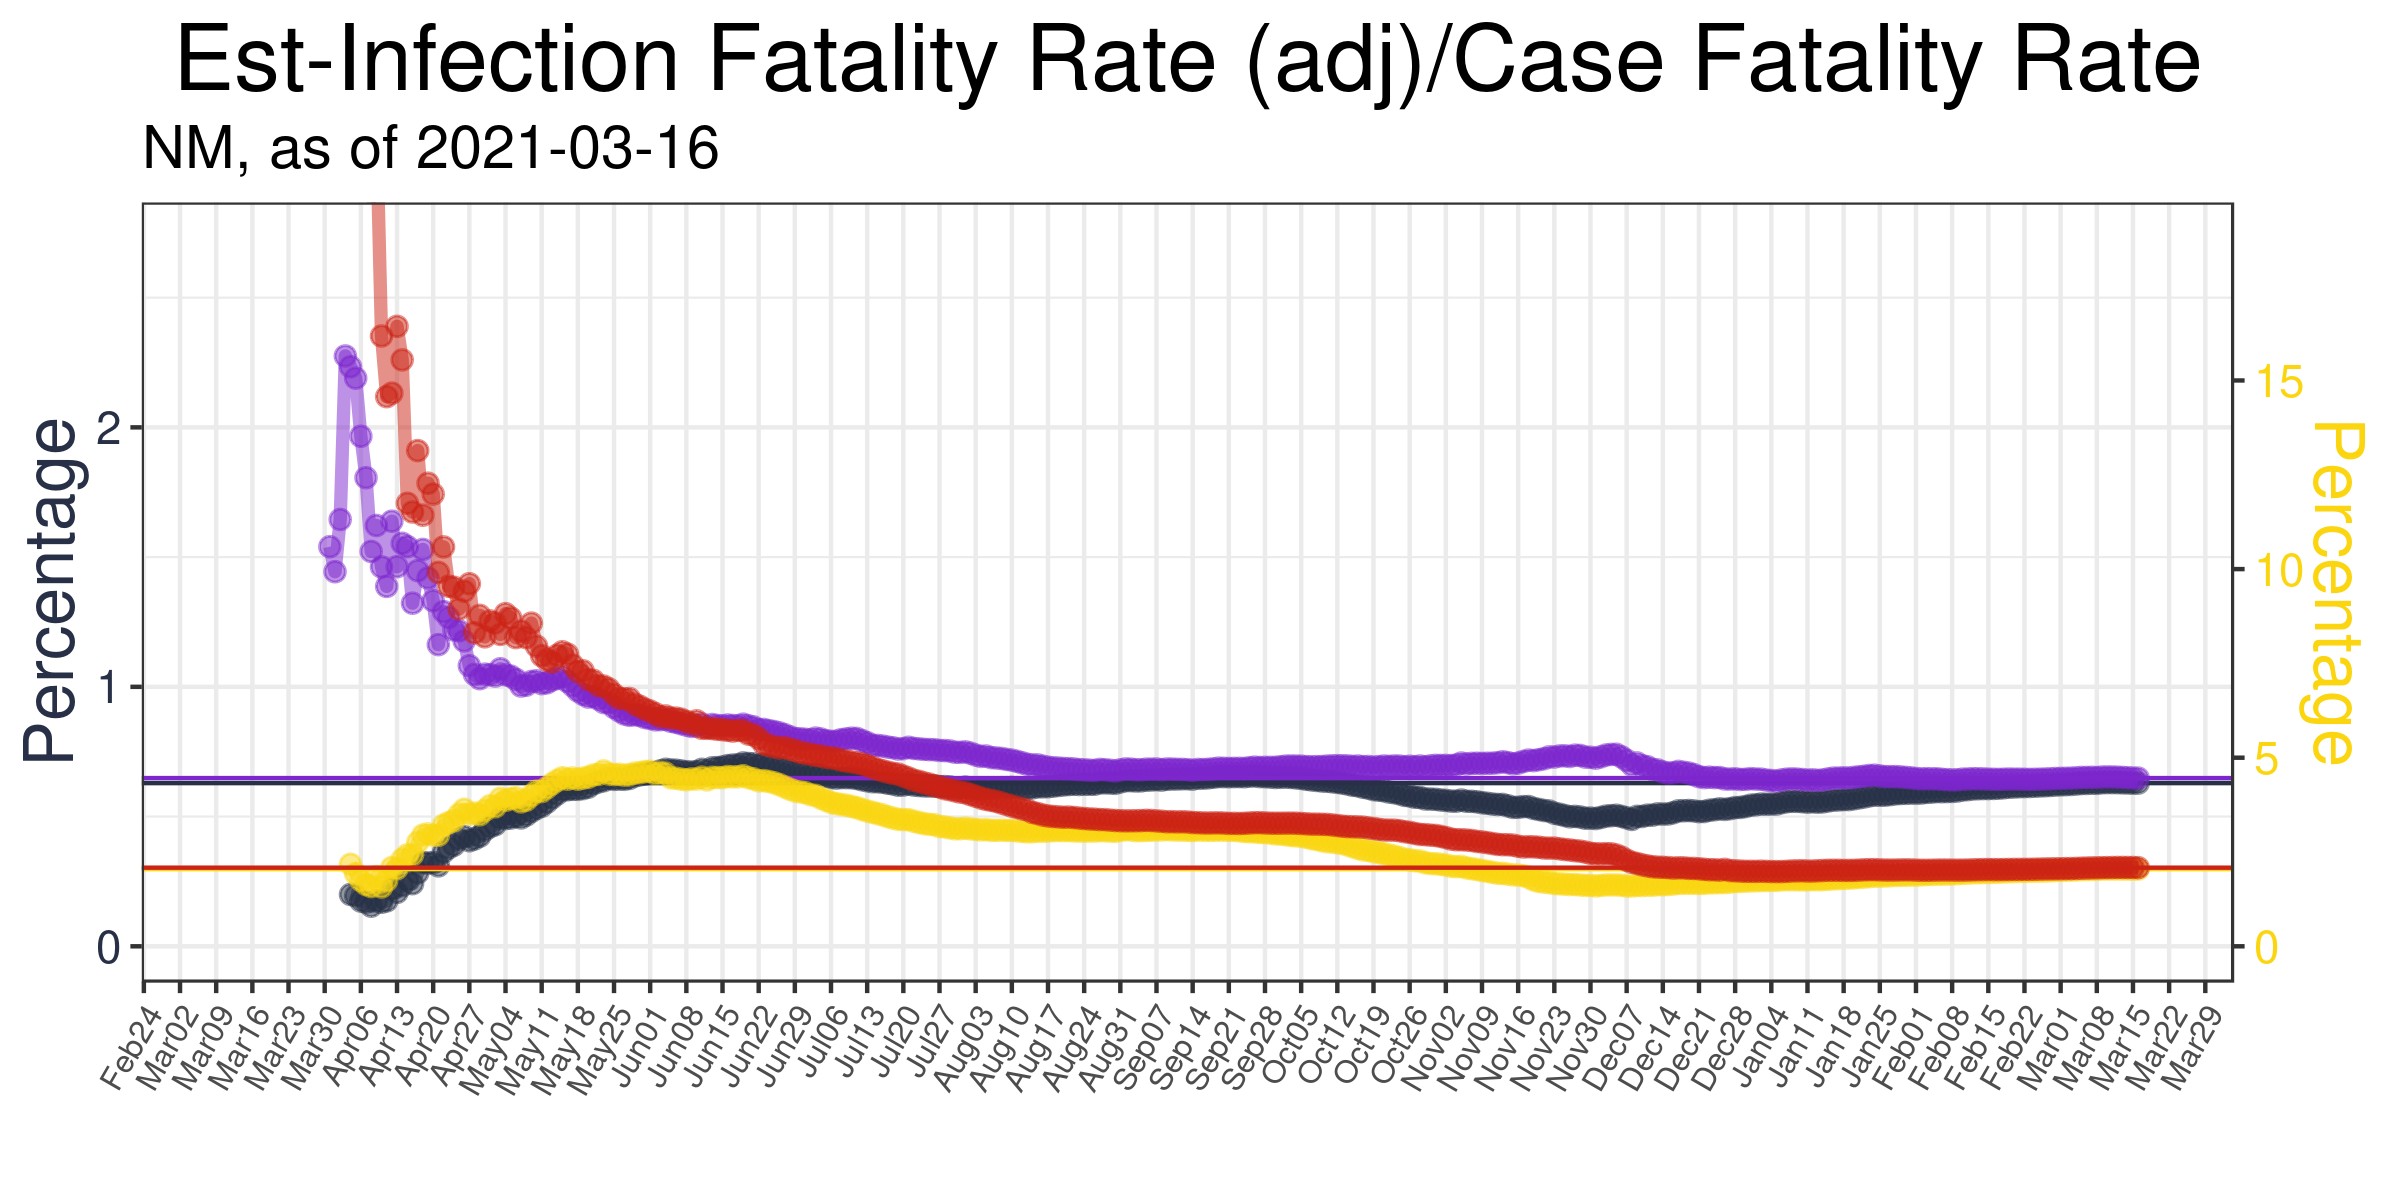 Est-Infection Fatality Rate (adj)/Case Fatality Rate
NM, as of 2021-03-16
Percentage
2
1
0
15
10
5
0
Percentage
Feb24
Mar02
Mar09
Mar16
Mar23
Mar30
Apr06
Apr13
Apr20
Apr27
May04
May11
May18
May25
Jun01
Jun08
Jun15
Jun22
Jun29
Jul06
Jul13
Jul20
Jul27
Aug03
Aug10
Aug17
Aug24
Aug31
Sep07
Sep14
Sep21
Sep28
Oct05
Oct12
Oct19
Oct26
Nov02
Nov09
Nov16
Nov23
Nov30
Dec07
Dec14
Dec21
Dec28
Jan04
Jan11
Jan18
Jan25
Feb01
Feb08
Feb15
Feb22
Mar01
Mar08
Mar15
Mar22
Mar29